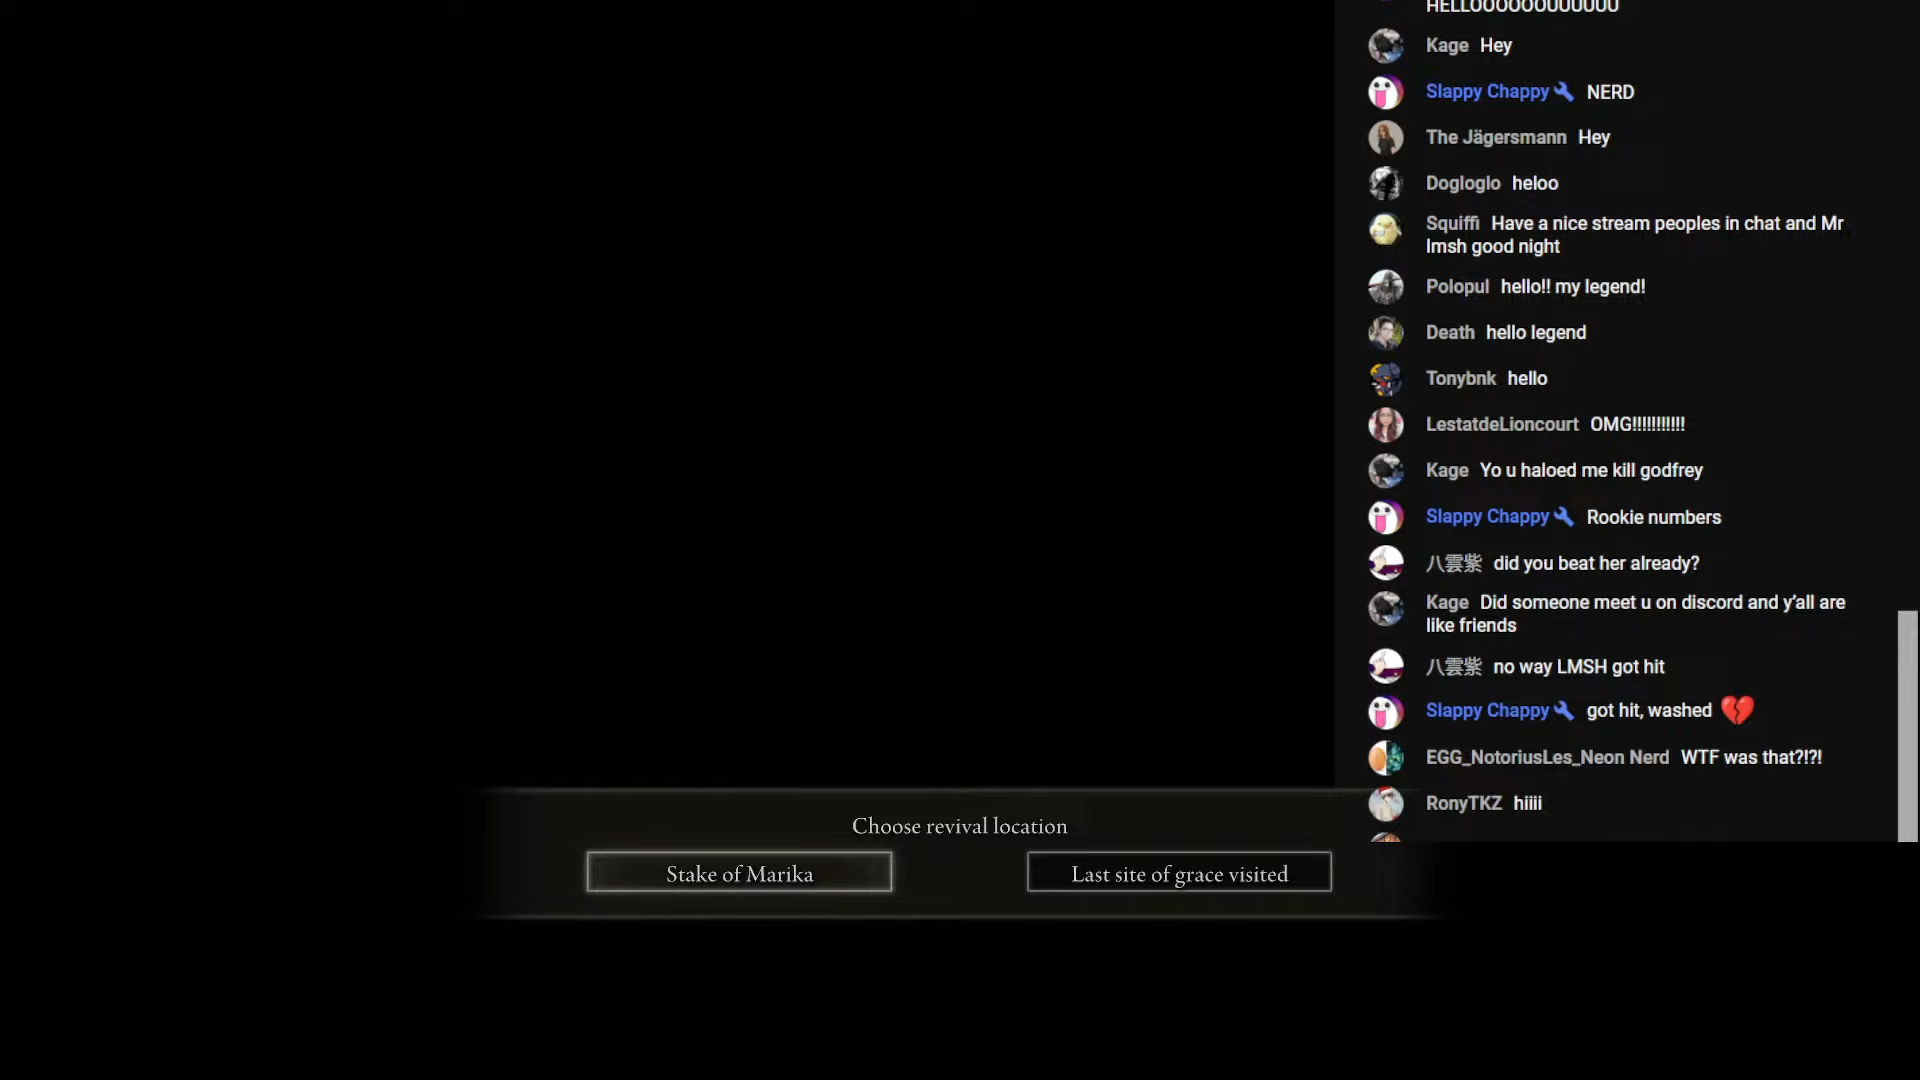 HELLOOOOOOUUUUUU
Kage Hey
Slappy Chappy NERD
The Jägersmann Hey
Dogloglo heloo
Squiffi Have a nice stream peoples in chat and Mr
lmsh good night
Polopul hello!! my legend!
Death hello legend
Tonybnk hello
LestatdeLioncourt OMG!!!!!!!!!!!
Kage Yo u haloed me kill godfrey
Slappy Chappy Rookie numbers
八雲紫 did you beat her already?
Kage Did someone meet u on discord and y'all are
like friends
八雲紫 no way LMSH got hit
Slappy Chappy got hit, washed 💔
EGG_NotoriusLes_Neon Nerd WTF was that?!?!
RonyTKZ hiiii
Choose revival location
Stake of Marika
Last site of grace visited